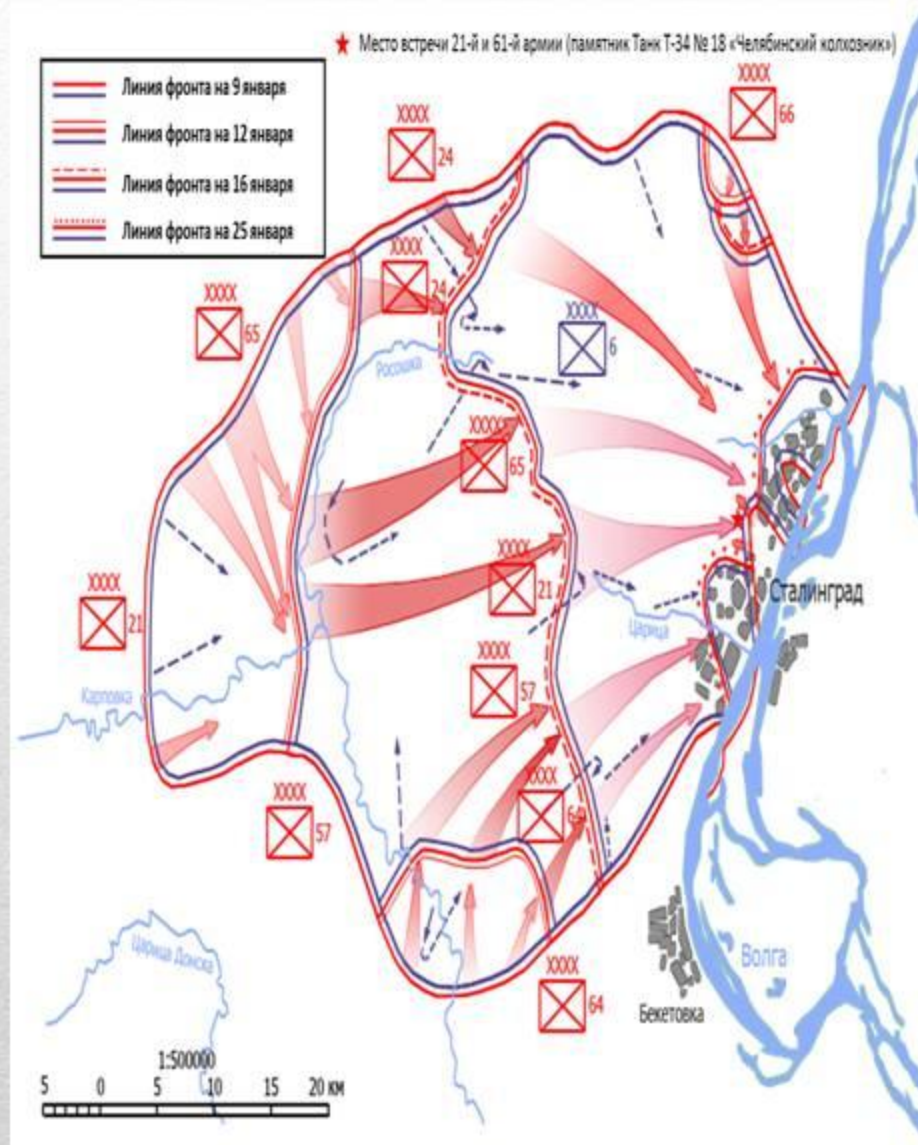 Место встречи 21-й и 61-й армии (памятник Танк Т-34 № 18 «Челябинский колхозник»)
Линия фронта на 9 января
Линия фронта на 12 января
Линия фронта на 16 января
Линия фронта на 25 января
XXXX
66
XXXX
24
XXXX
24
XXXX
65
XXXX
6
Росошка
XXXX
65
XXXX
21
XXXX
21
Сталинград
Царица
Карповка
XXXX
57
XXXX
57
XXXX
64
XXXX
64
Царица Донска
Волга
Бекетовка
1:500000
5 0 5 10 15 20 км